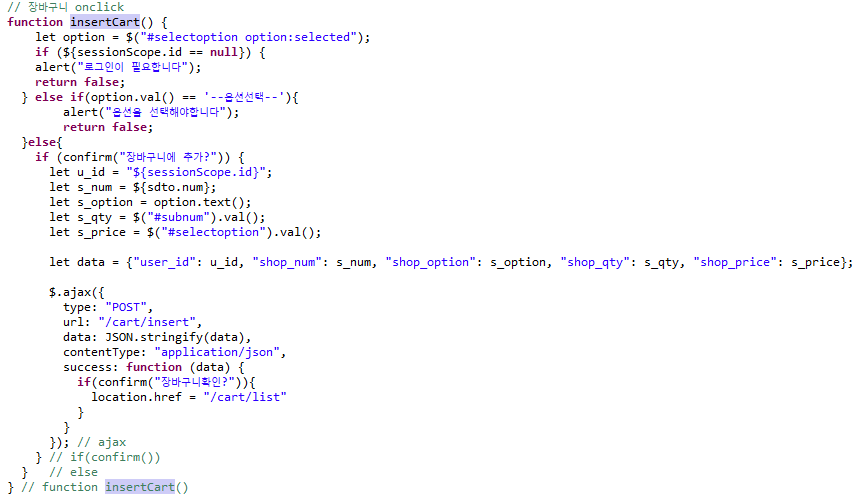 // 장바구니 onclick
function insertCart() {
    let option = $("#selectoption option:selected");
    if (${sessionScope.id == null}) {
    alert("로그인이 필요합니다");
    return false;
  } else if(option.val() == '--옵션선택--'){
        alert("옵션을 선택해야합니다");
        return false;
  }else{
    if (confirm("장바구니에 추가?")) {
      let u_id = "${sessionScope.id}";
      let s_num = ${sdto.num};
      let s_option = option.text();
      let s_qty = $("#subnum").val();
      let s_price = $("#selectoption").val();

      let data = {"user_id": u_id, "shop_num": s_num, "shop_option": s_option, "shop_qty": s_qty, "shop_price": s_price};

      $.ajax({
        type: "POST",
        url: "/cart/insert",
        data: JSON.stringify(data),
        contentType: "application/json",
        success: function (data) {
          if(confirm("장바구니확인?")){
            location.href = "/cart/list"
          }
        }
      }); // ajax
    } // if(confirm())
  }   // else
} // function insertCart()